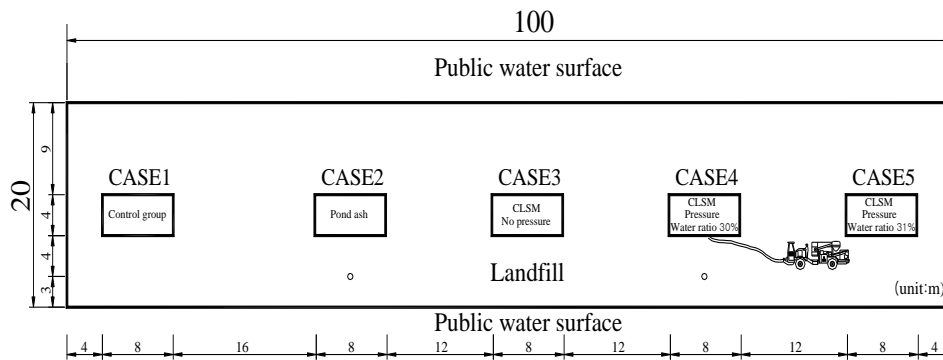 100
Public water surface
20
9
4
4
3
CASE1
CASE2
CASE3
CASE4
CASE5
Control group
Pond ash
CLSM
No pressure
CLSM
Pressure
Water ratio 30%
CLSM
Pressure
Water ratio 31%
Landfill
(unit:m)
Public water surface
4
8
16
8
12
8
12
8
12
8
4